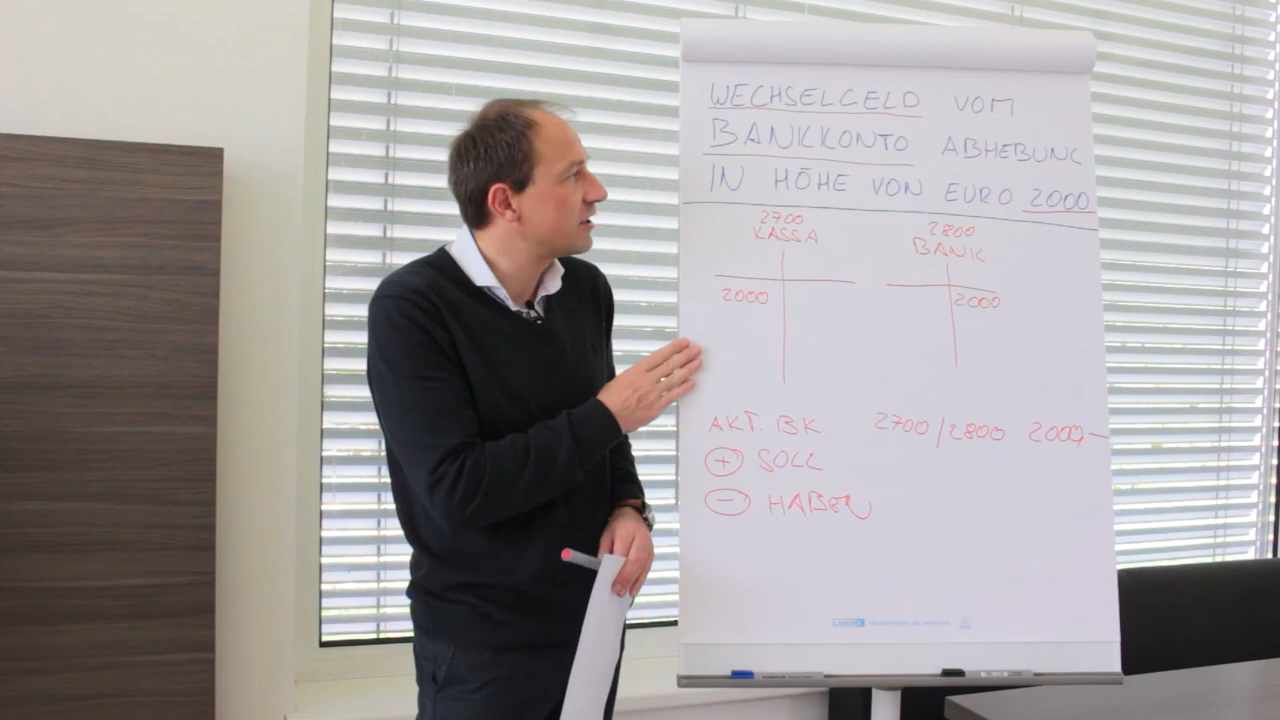 WECHSELGELD VOM
BANKKONTO ABHEBUNG
IN HÖHE VON EURO 2000
2700 2800
KASSA BANK
2000 2000
AKT. BK. 2700/2800 2000,-
+ SOLL
- HABEN